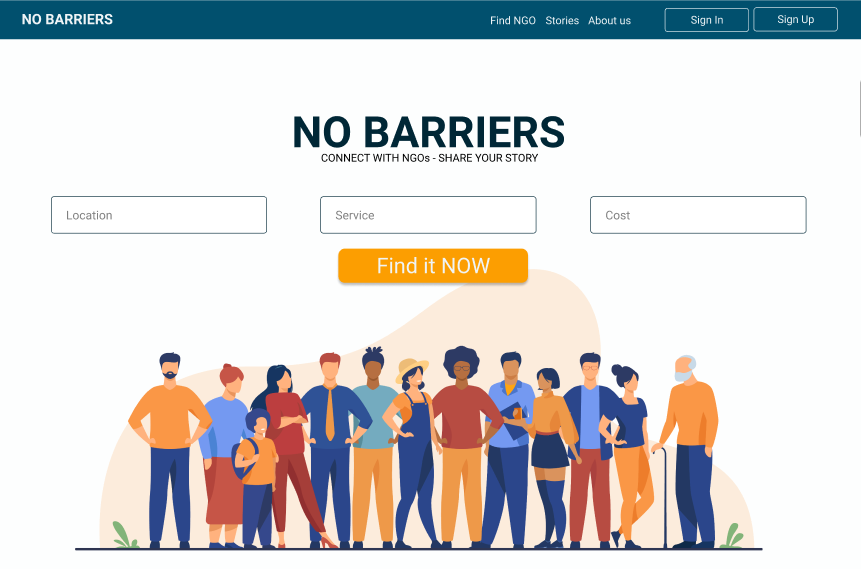 NO BARRIERS Find NGO Stories About us Sign In Sign Up
NO BARRIERS
CONNECT WITH NGOs - SHARE YOUR STORY
Location Service Cost
Find it NOW